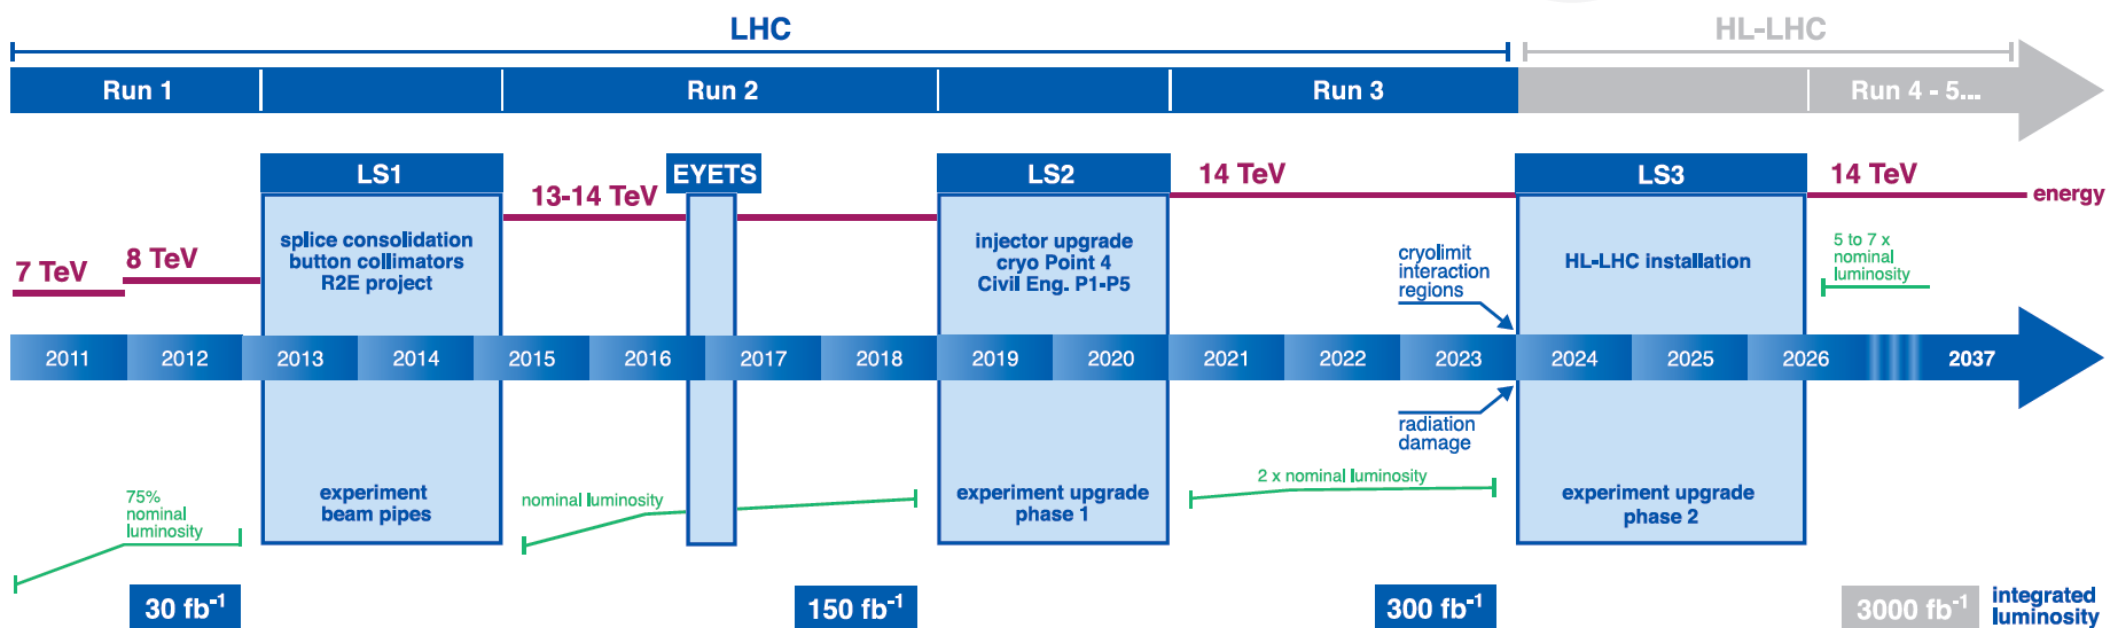 LHC
HL-LHC
Run 1
Run 2
Run 3
Run 4 - 5...
LS1
EYETS
LS2
LS3
7 TeV
8 TeV
13-14 TeV
14 TeV
14 TeV
energy
splice consolidation
button collimators
R2E project
injector upgrade
cryo Point 4
Civil Eng. P1-P5
cryolimit
interaction
regions
HL-LHC installation
5 to 7 x
nominal
luminosity
2011
2012
2013
2014
2015
2016
2017
2018
2019
2020
2021
2022
2023
2024
2025
2026
2037
radiation
damage
75%
nominal
luminosity
experiment
beam pipes
nominal luminosity
experiment upgrade
phase 1
2 x nominal luminosity
experiment upgrade
phase 2
30 fb⁻¹
150 fb⁻¹
300 fb⁻¹
3000 fb⁻¹
integrated
luminosity